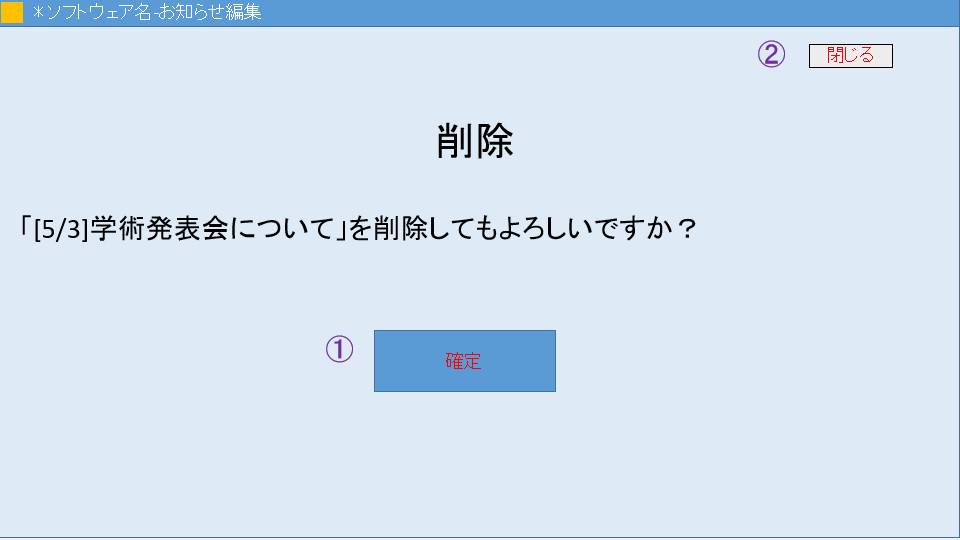 ＊ソフトウェア名-お知らせ編集
② 閉じる
削除
「[5/3]学術発表会について」を削除してもよろしいですか？
① 確定